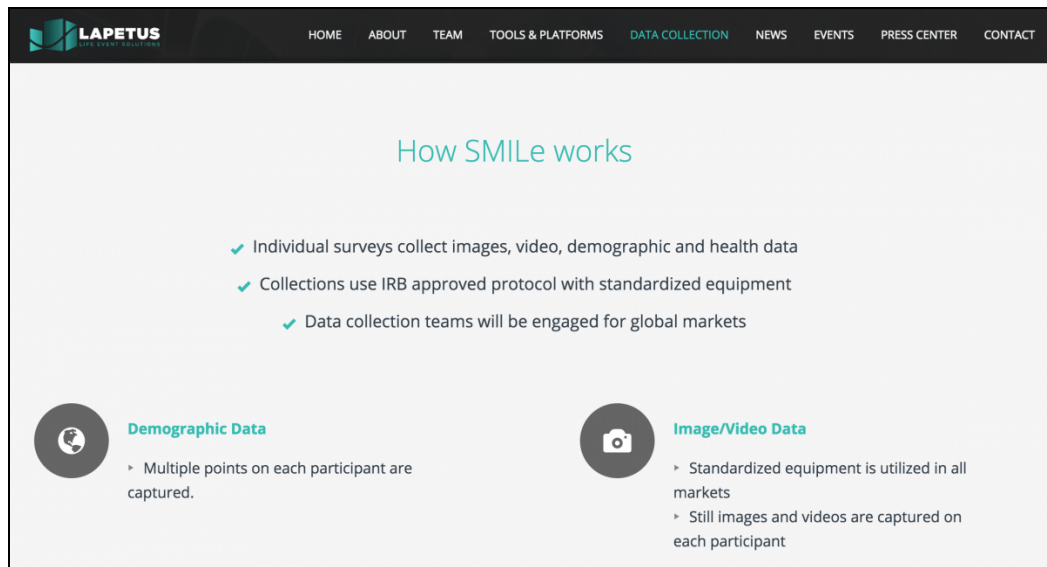 LAPETUS
LIFE EVENT SOLUTIONS
HOME ABOUT TEAM TOOLS & PLATFORMS DATA COLLECTION NEWS EVENTS PRESS CENTER CONTACT
How SMILe works
Individual surveys collect images, video, demographic and health data
Collections use IRB approved protocol with standardized equipment
Data collection teams will be engaged for global markets
Demographic Data
Multiple points on each participant are
captured.
Image/Video Data
Standardized equipment is utilized in all
markets
Still images and videos are captured on
each participant